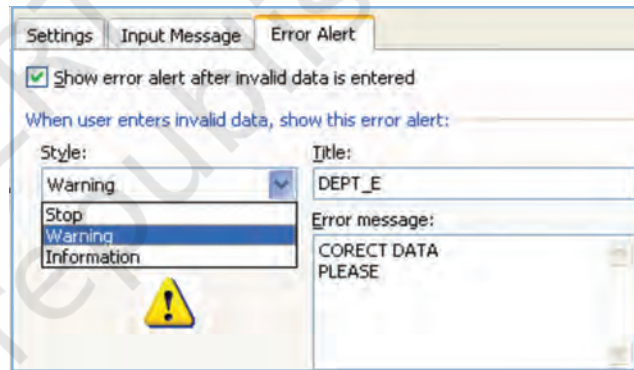 Settings Input Message Error Alert
Show error alert after invalid data is entered
When user enters invalid data, show this error alert:
Style: Title:
Warning DEPT_E
Stop
Warning
Information
Error message:
CORECT DATA
PLEASE